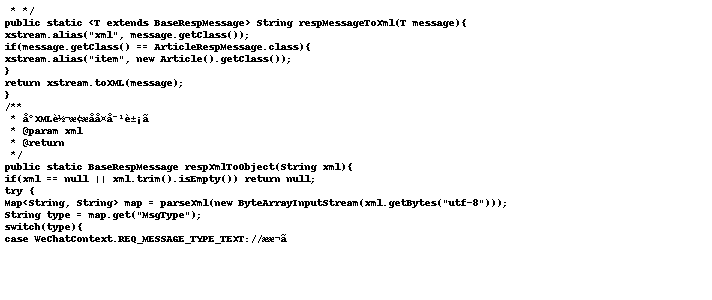 * */
public static <T extends BaseRespMessage> String respMessageToXml(T message){
xstream.alias("xml", message.getClass());
if(message.getClass() == ArticleRespMessage.class){
xstream.alias("item", new Article().getClass());
}
return xstream.toXML(message);
}
/**
* å°XMLè½¬æ¢æåå¤å¯¹è±¡ã
* @param xml
* @return
*/
public static BaseRespMessage respXmlToObject(String xml){
if(xml == null || xml.trim().isEmpty()) return null;
try {
Map<String, String> map = parseXml(new ByteArrayInputStream(xml.getBytes("utf-8")));
String type = map.get("MsgType");
switch(type){
case WeChatContext.REQ_MESSAGE_TYPE_TEXT://ææ¬ã